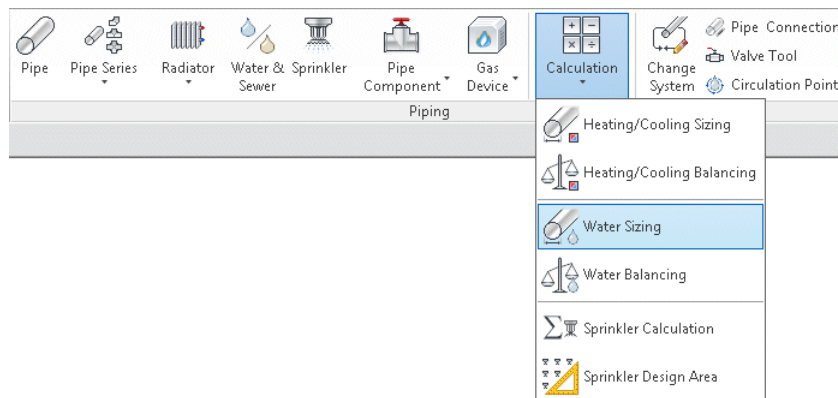 Pipe
Pipe Series
Radiator
Water &
Sewer
Sprinkler
Pipe
Component
Gas
Device
Calculation
Change
System
Pipe Connection
Valve Tool
Circulation Point
Piping
Heating/Cooling Sizing
Heating/Cooling Balancing
Water Sizing
Water Balancing
Sprinkler Calculation
Sprinkler Design Area